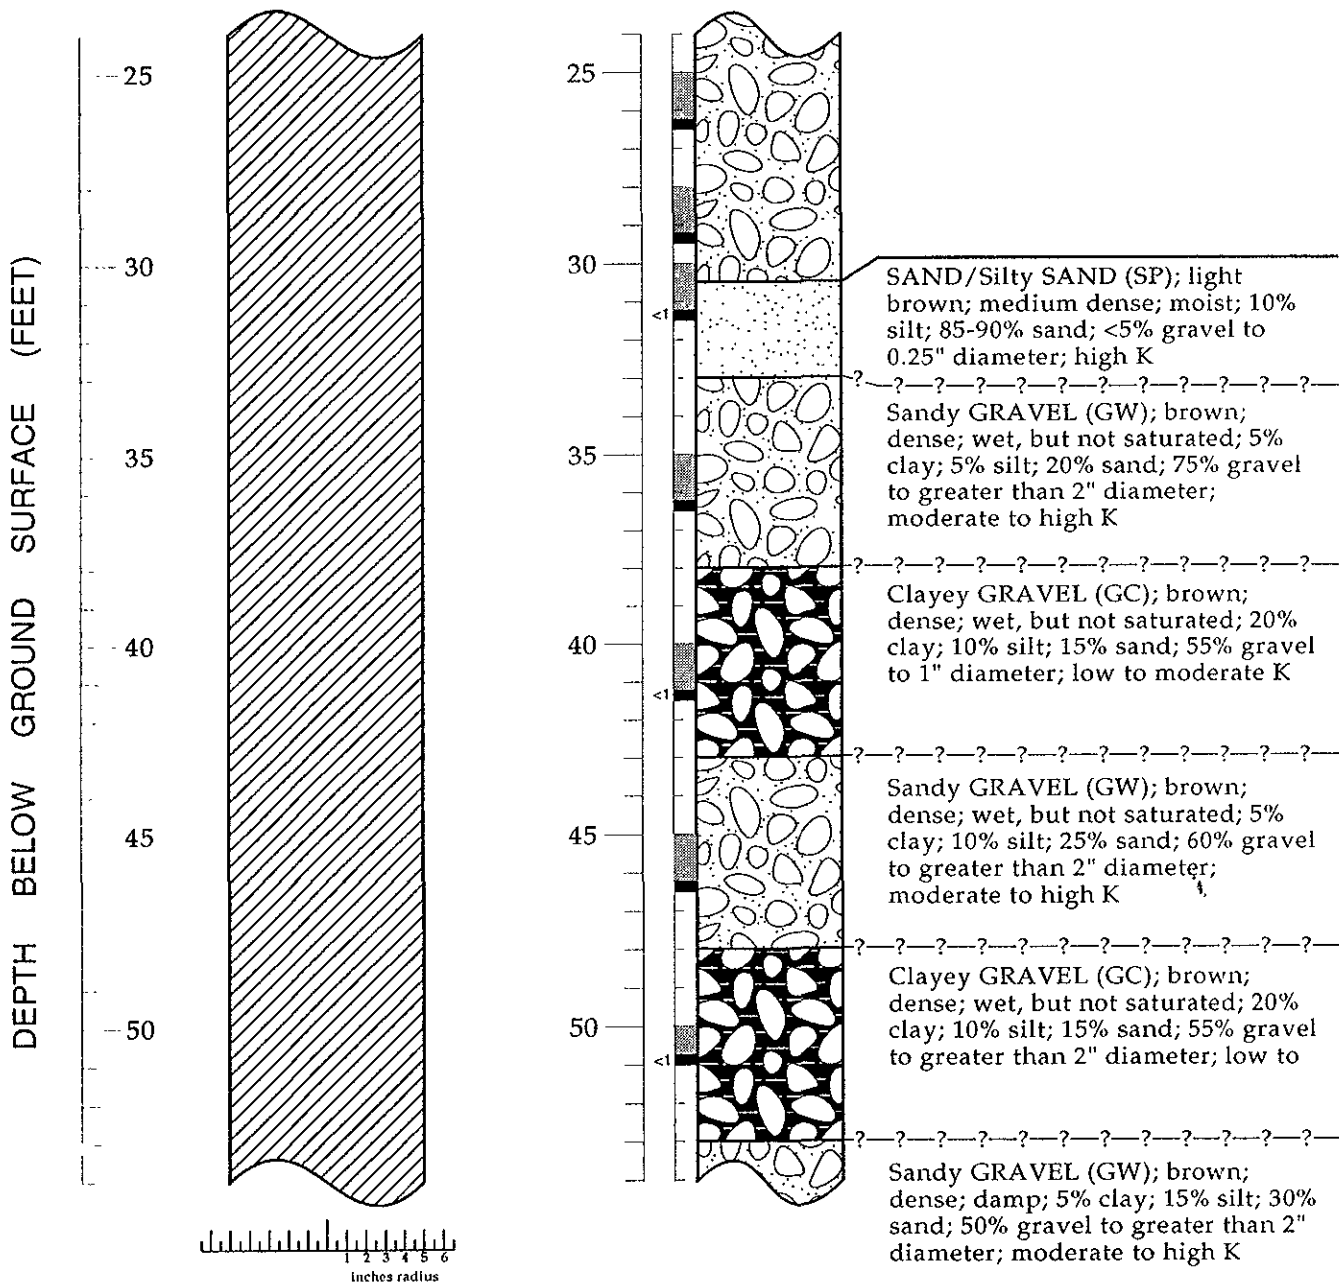 DEPTH BELOW GROUND SURFACE (FEET)
25
30
35
40
45
50
1 2 3 4 5 6
inches radius
25
30
35
40
45
50
<1
<1
<1
SAND/Silty SAND (SP); light
brown; medium dense; moist; 10%
silt; 85-90% sand; <5% gravel to
0.25" diameter; high K
?—?—?—?—?—?—?—?—?—?—?—?
Sandy GRAVEL (GW); brown;
dense; wet, but not saturated; 5%
clay; 5% silt; 20% sand; 75% gravel
to greater than 2" diameter;
moderate to high K
?—?—?—?—?—?—?—?—?—?—?—?
Clayey GRAVEL (GC); brown;
dense; wet, but not saturated; 20%
clay; 10% silt; 15% sand; 55% gravel
to 1" diameter; low to moderate K
?—?—?—?—?—?—?—?—?—?—?—?
Sandy GRAVEL (GW); brown;
dense; wet, but not saturated; 5%
clay; 10% silt; 25% sand; 60% gravel
to greater than 2" diameter;
moderate to high K
?—?—?—?—?—?—?—?—?—?—?—?
Clayey GRAVEL (GC); brown;
dense; wet, but not saturated; 20%
clay; 10% silt; 15% sand; 55% gravel
to greater than 2" diameter; low to
?—?—?—?—?—?—?—?—?—?—?—?
Sandy GRAVEL (GW); brown;
dense; damp; 5% clay; 15% silt; 30%
sand; 50% gravel to greater than 2"
diameter; moderate to high K